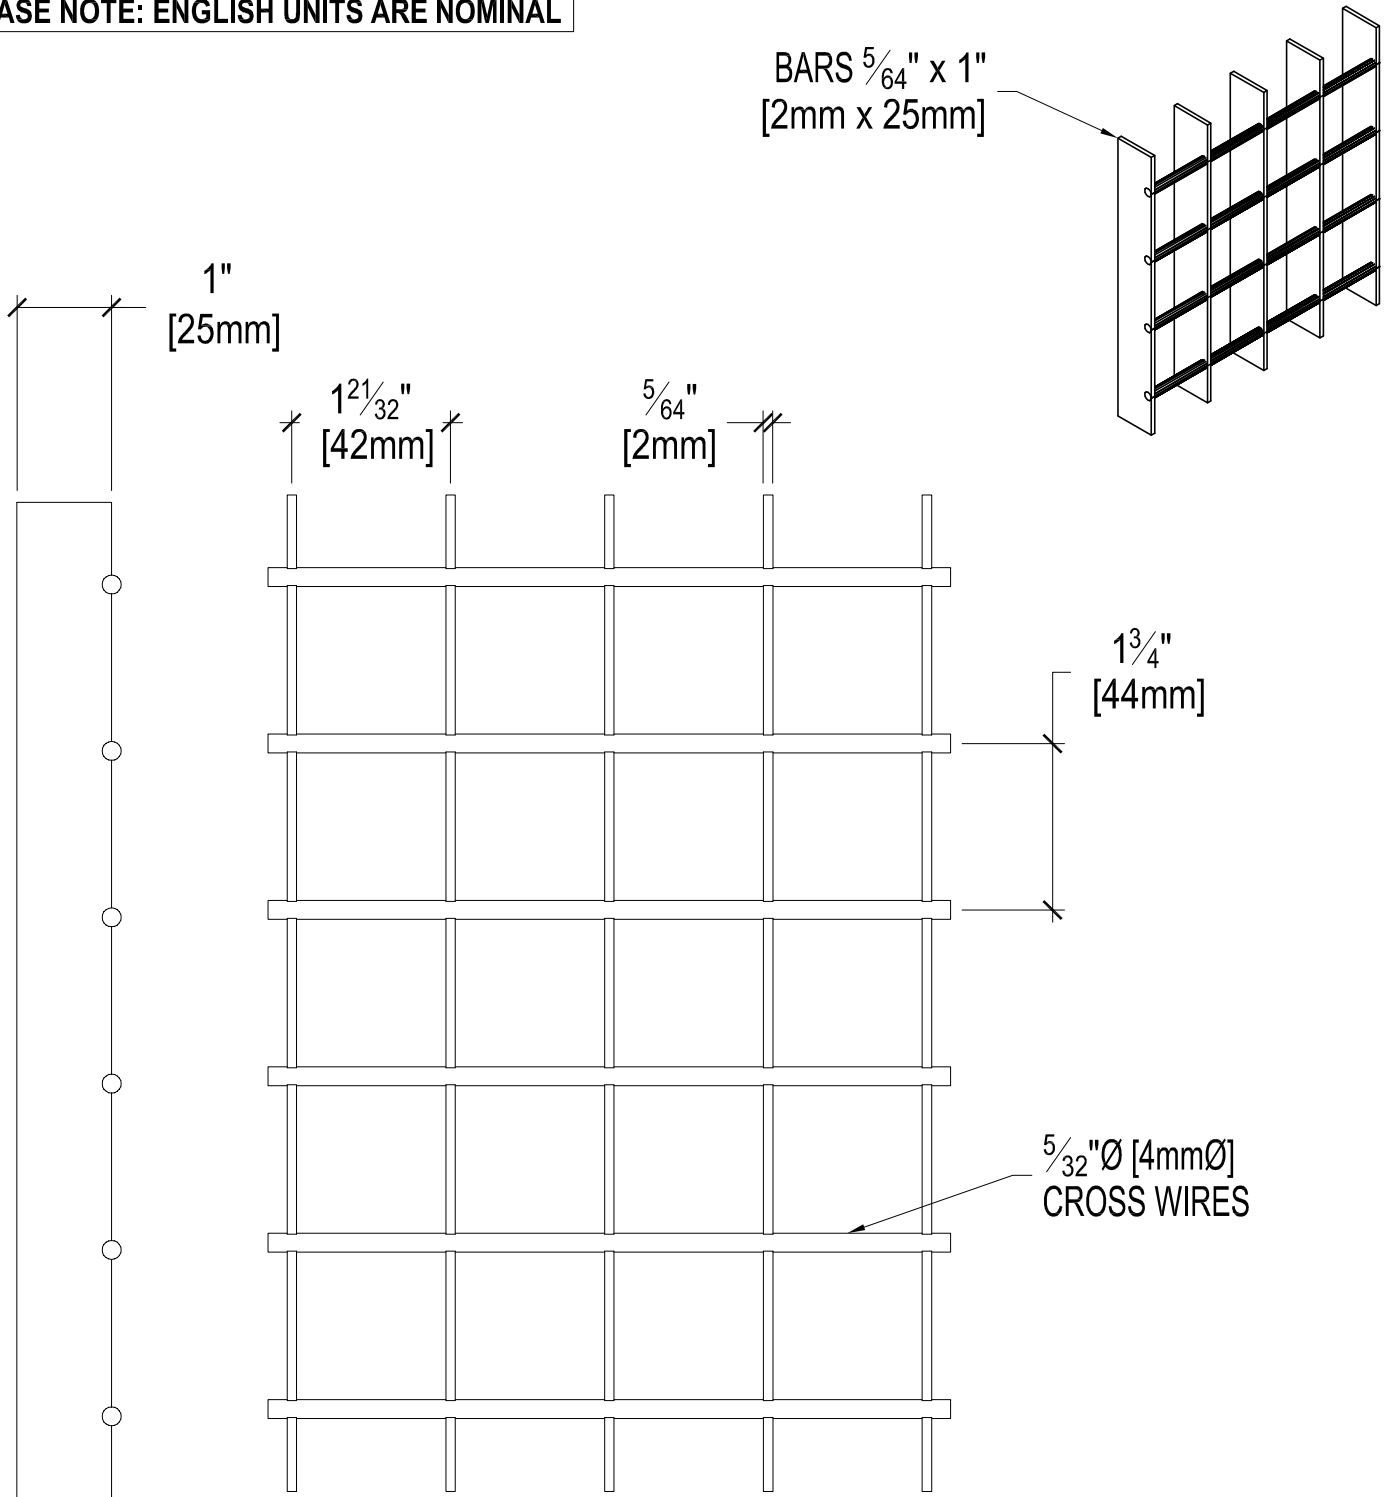 ASE NOTE: ENGLISH UNITS ARE NOMINAL
BARS 5/64" x 1"
[2mm x 25mm]
1"
[25mm]
1 21/32"
[42mm]
5/64"
[2mm]
1 3/4"
[44mm]
5/32"Ø [4mmØ]
CROSS WIRES